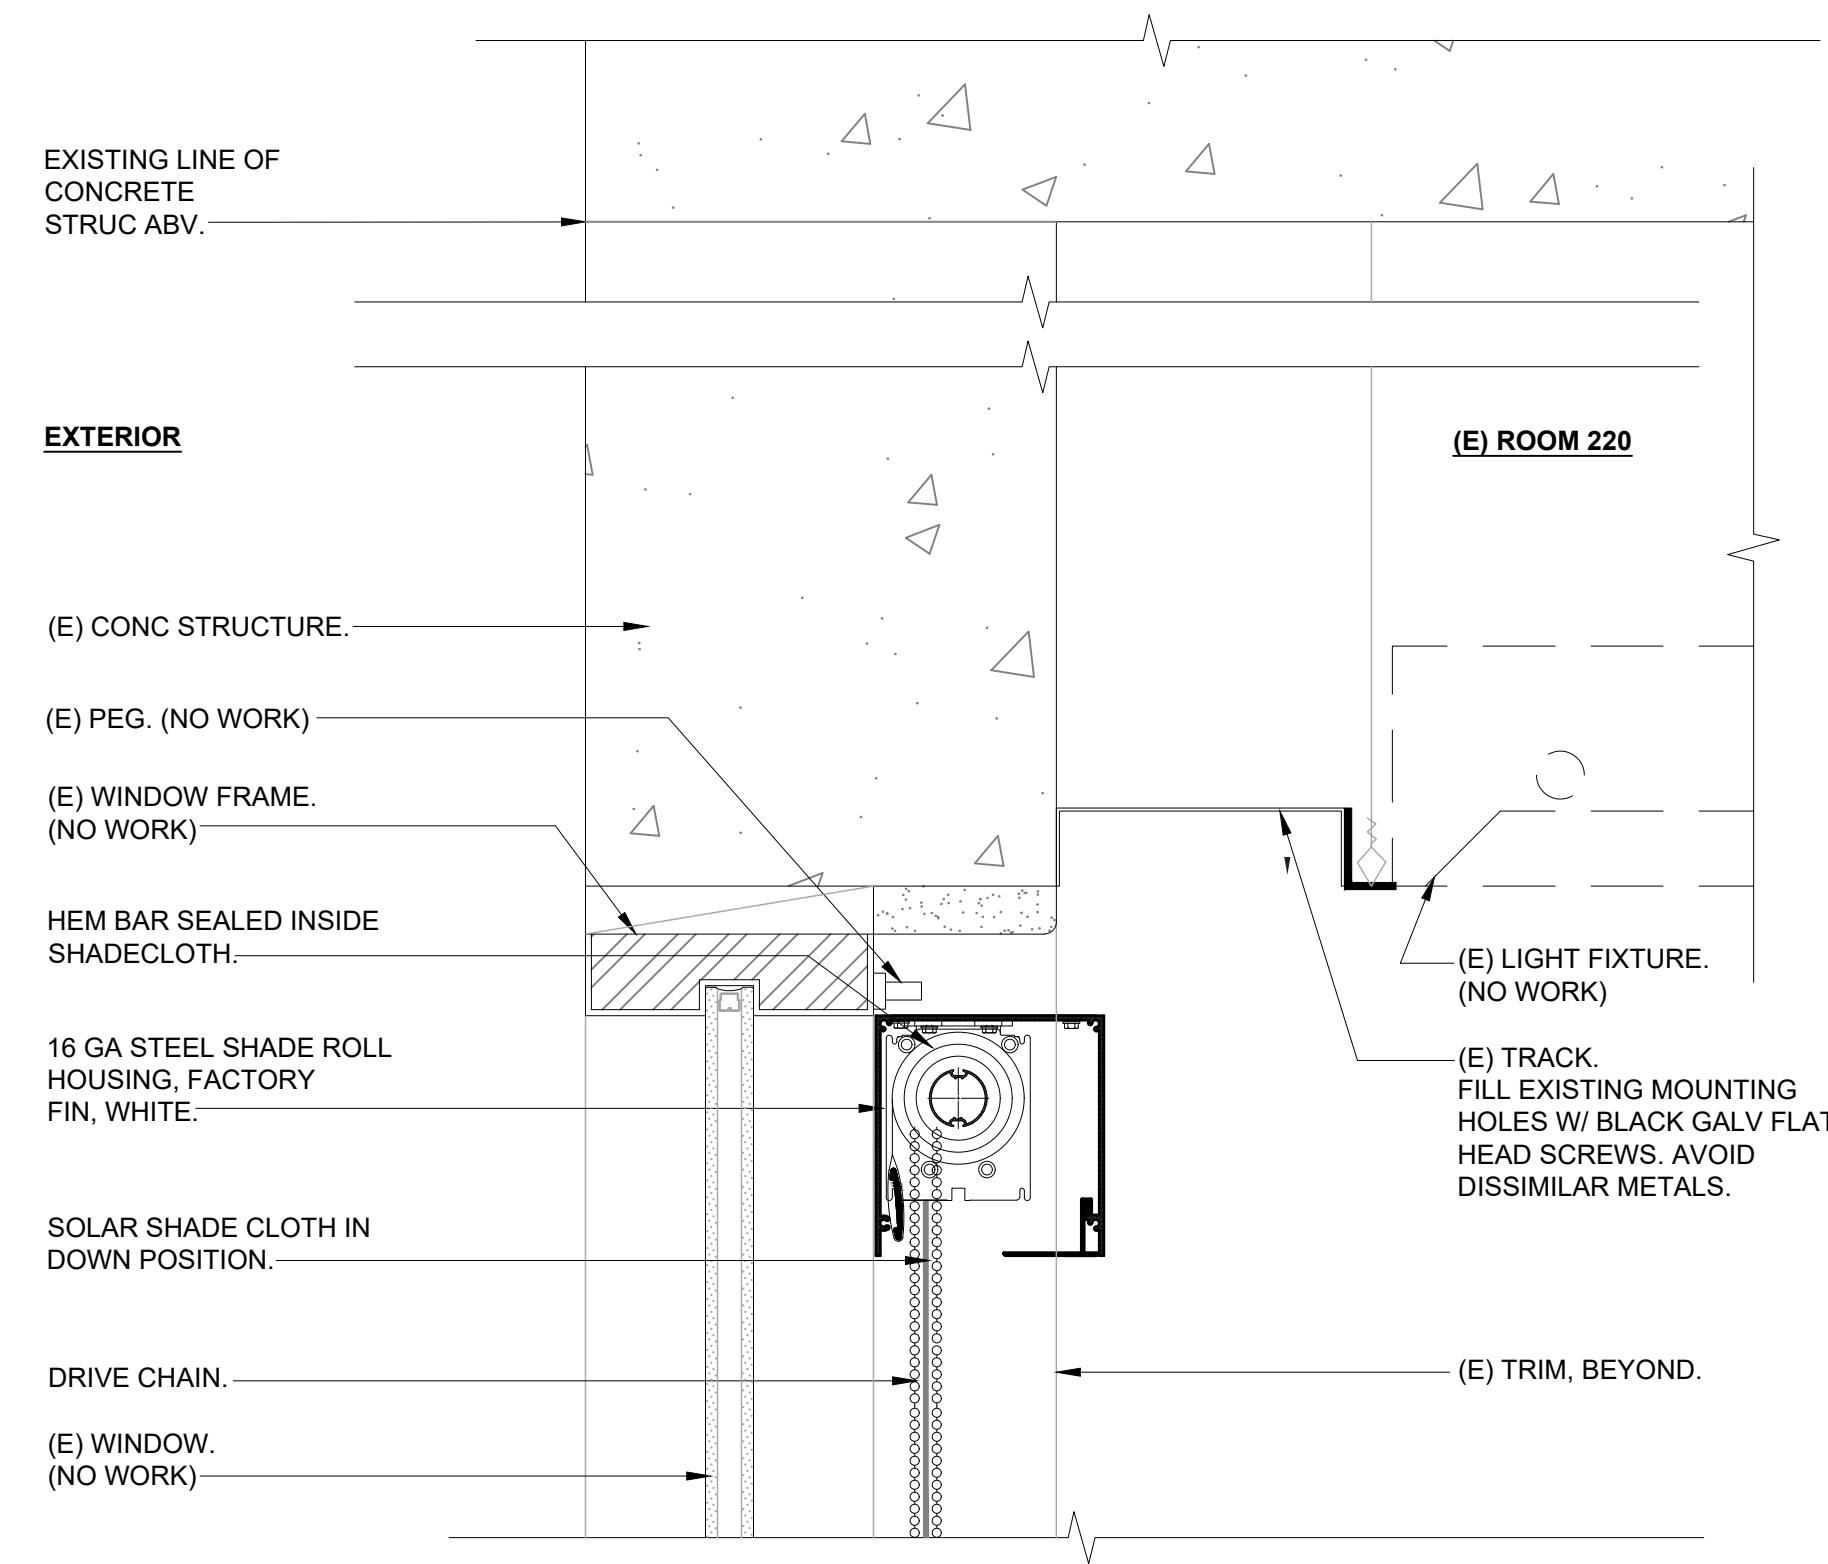 EXISTING LINE OF
CONCRETE
STRUC ABV.
EXTERIOR
(E) ROOM 220
(E) CONC STRUCTURE.
(E) PEG. (NO WORK)
(E) WINDOW FRAME.
(NO WORK)
HEM BAR SEALED INSIDE
SHADECLOTH.
16 GA STEEL SHADE ROLL
HOUSING, FACTORY
FIN, WHITE.
SOLAR SHADE CLOTH IN
DOWN POSITION.
DRIVE CHAIN.
(E) WINDOW.
(NO WORK)
(E) LIGHT FIXTURE.
(NO WORK)
(E) TRACK.
FILL EXISTING MOUNTING
HOLES W/ BLACK GALV FLAT
HEAD SCREWS. AVOID
DISSIMILAR METALS.
(E) TRIM, BEYOND.